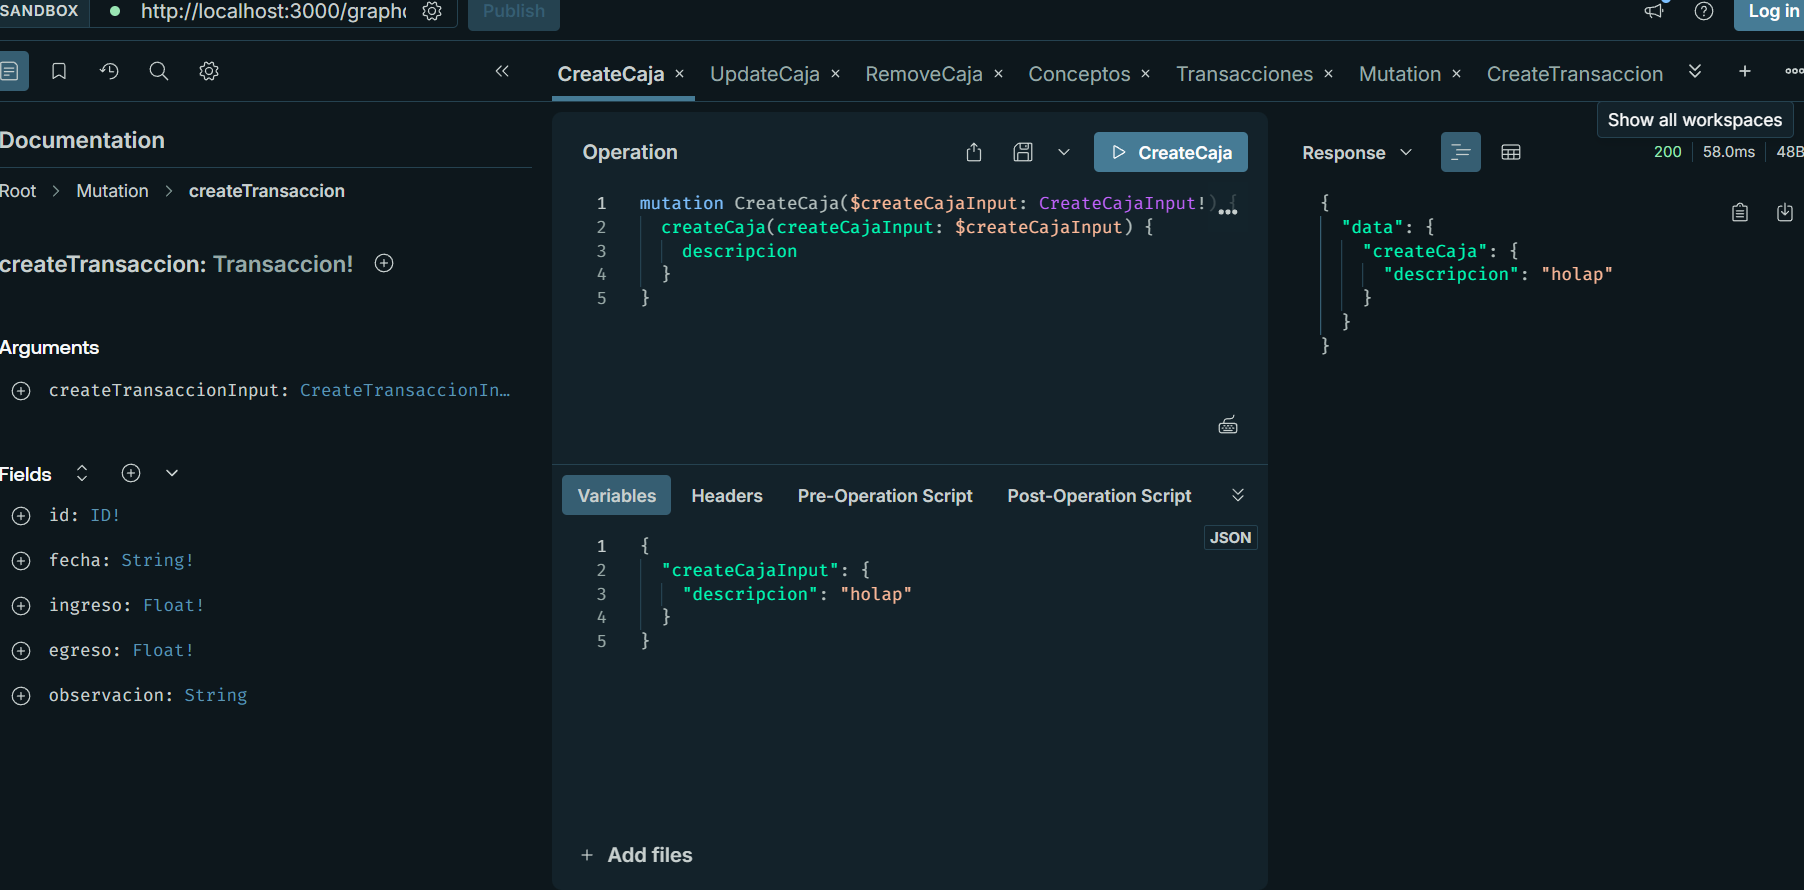 SANDBOX http://localhost:3000/graphc Publish Log in
CreateCaja × UpdateCaja × RemoveCaja × Conceptos × Transacciones × Mutation × CreateTransaccion
Show all workspaces
Documentation
Root > Mutation > createTransaccion
createTransaccion: Transaccion!
Arguments
createTransaccionInput: CreateTransaccionIn…
Fields
id: ID!
fecha: String!
ingreso: Float!
egreso: Float!
observacion: String
Operation
CreateCaja
1 mutation CreateCaja($createCajaInput: CreateCajaInput!) {
2 createCaja(createCajaInput: $createCajaInput) {
3 descripcion
4 }
5 }
Variables Headers Pre-Operation Script Post-Operation Script
JSON
1 {
2 "createCajaInput": {
3 "descripcion": "holap"
4 }
5 }
+ Add files
Response 200 58.0ms 48B
{
"data": {
"createCaja": {
"descripcion": "holap"
}
}
}